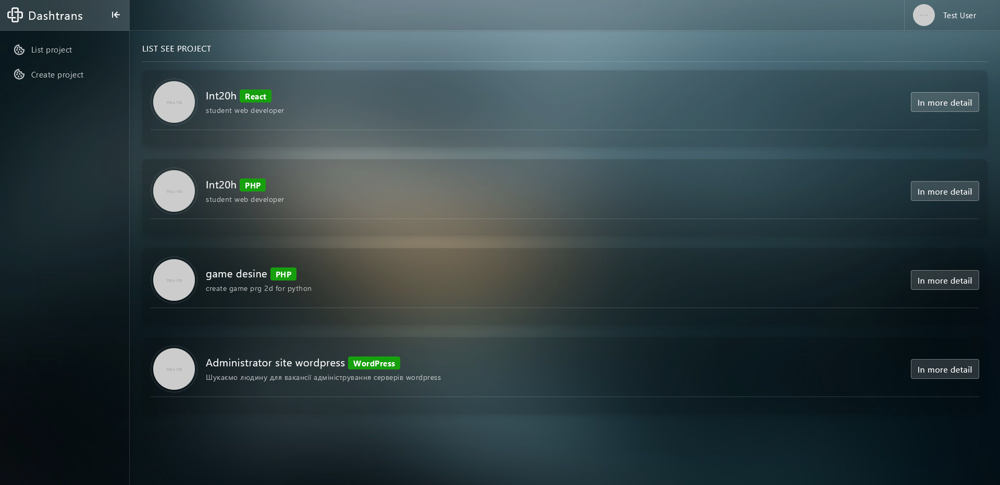 Dashtrans
Test User
List project
Create project
LIST SEE PROJECT
110 x 110
Int20h React
student web developer
In more detail
110 x 110
Int20h PHP
student web developer
In more detail
110 x 110
game desine PHP
create game prg 2d for python
In more detail
110 x 110
Administrator site wordpress WordPress
Шукаємо людину для вакансії адміністрування серверів wordpress
In more detail